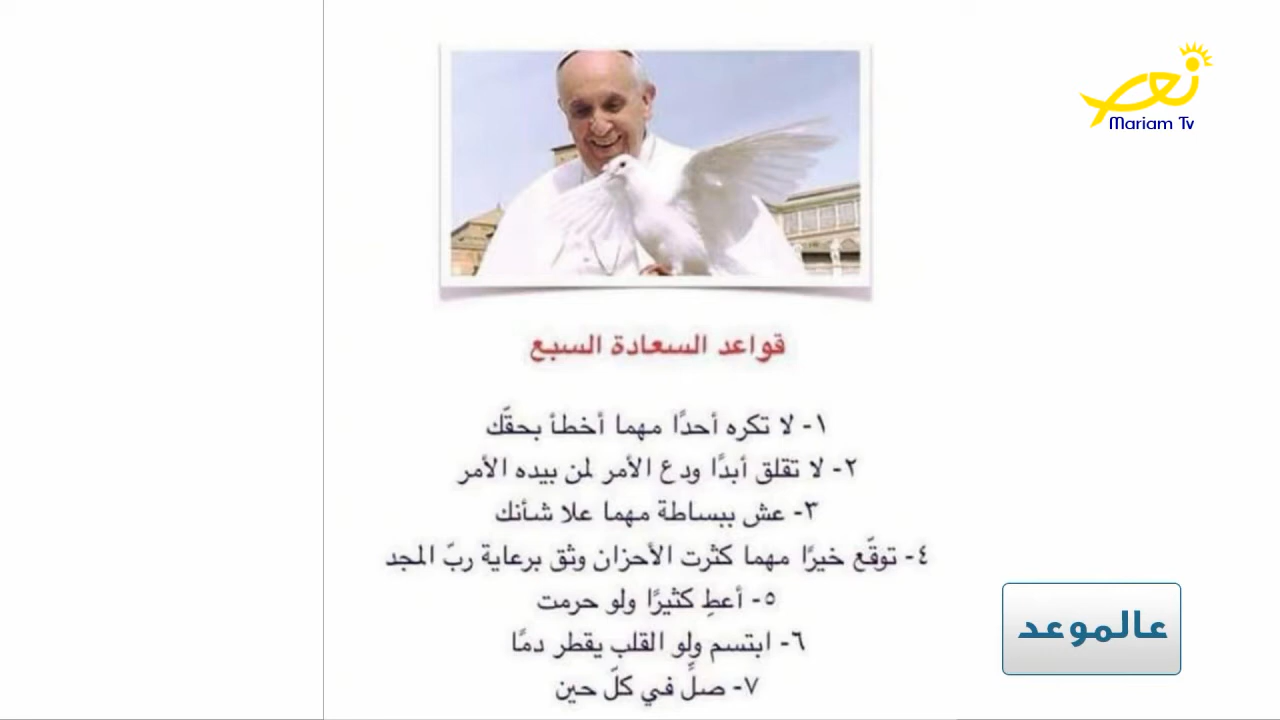 نعم
Mariam Tv
قواعد السعادة السبع
١- لا تكره أحدًا مهما أخطأ بحقّك
٢- لا تقلق أبدًا ودع الأمر لمن بيده الأمر
٣- عش ببساطة مهما علا شأنك
٤- توقّع خيرًا مهما كثرت الأحزان وثق برعاية ربّ المجد
٥- أعطِ كثيرًا ولو حرمت
٦- ابتسم ولو القلب يقطر دمًا
٧- صلِّ في كلّ حين
عالموعد